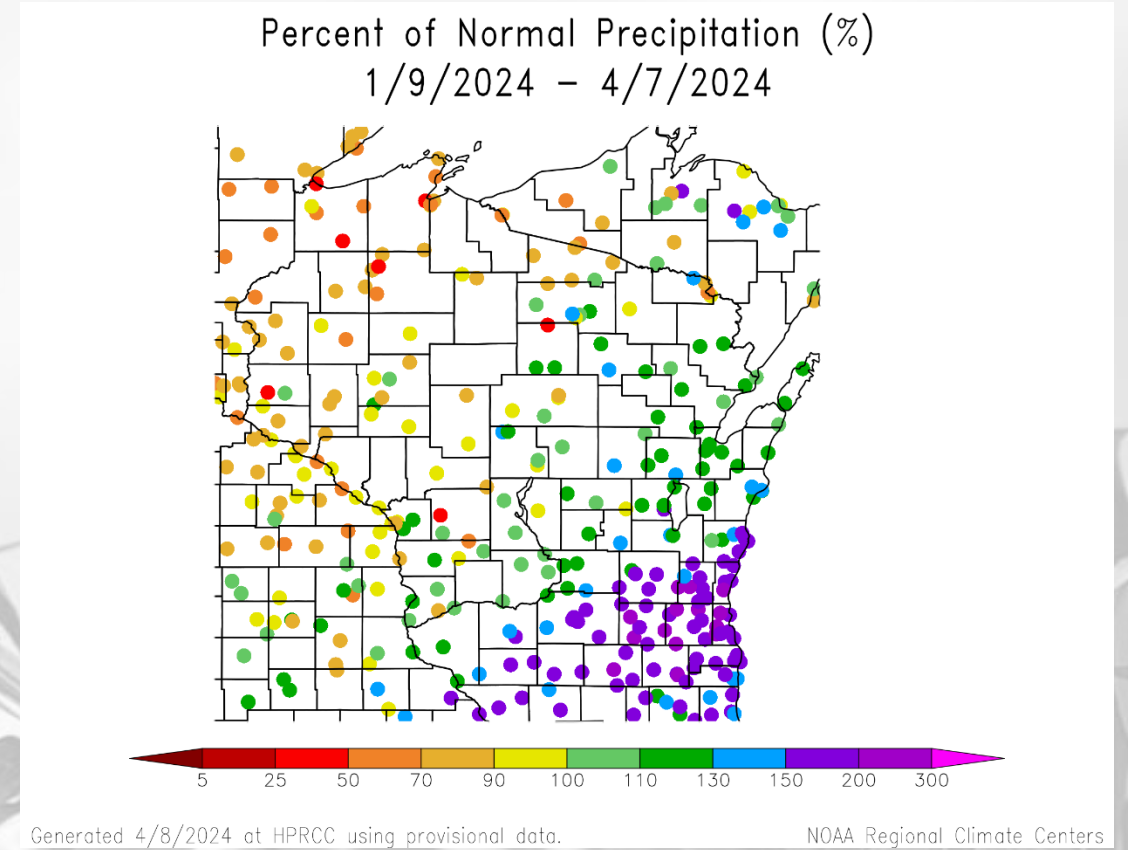 Percent of Normal Precipitation (%)
1/9/2024 – 4/7/2024
5 25 50 70 90 100 110 130 150 200 300
Generated 4/8/2024 at HPRCC using provisional data. NOAA Regional Climate Centers